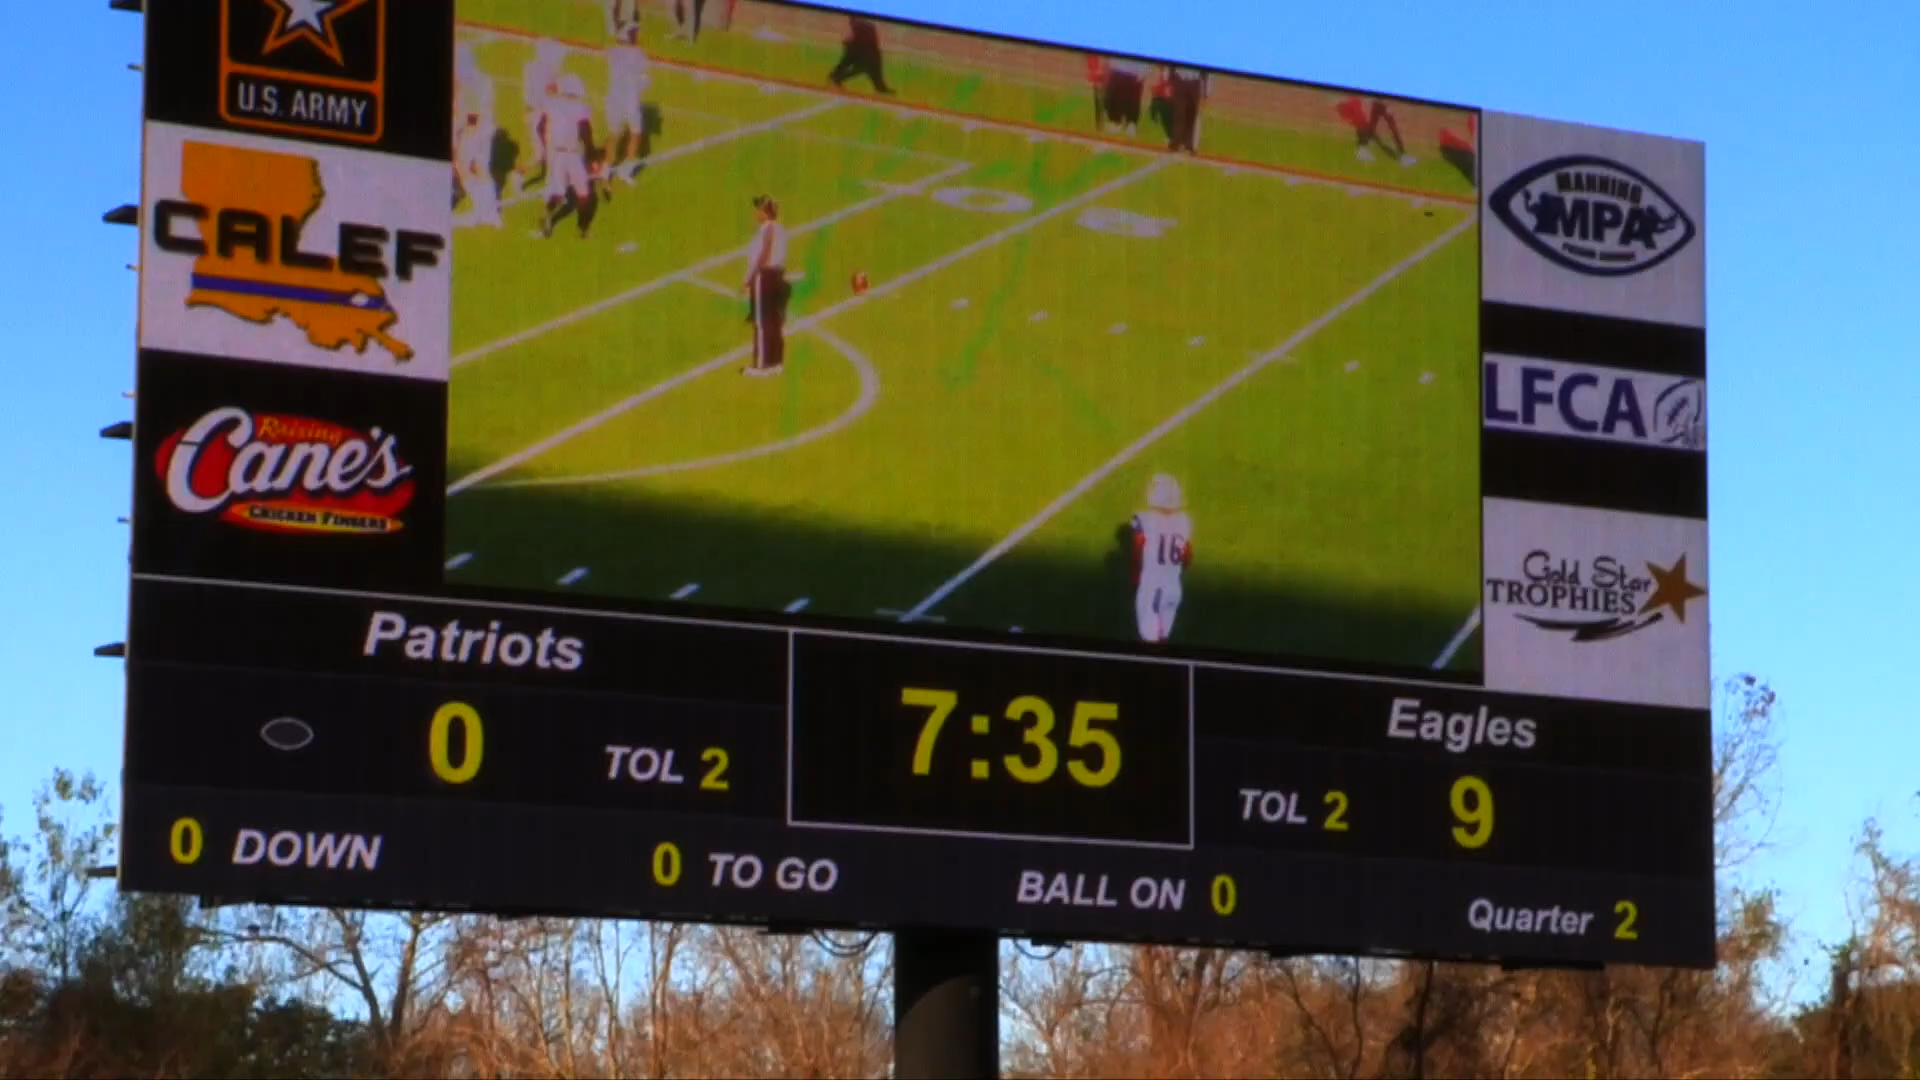 U.S. ARMY
CALEF
Raising
Cane's
CHICKEN FINGERS
16
MANNING
MPA
LFCA
Gold Star
TROPHIES
Patriots
0
TOL 2
7:35
Eagles
TOL 2 9
0 DOWN
0 TO GO
BALL ON 0
Quarter 2